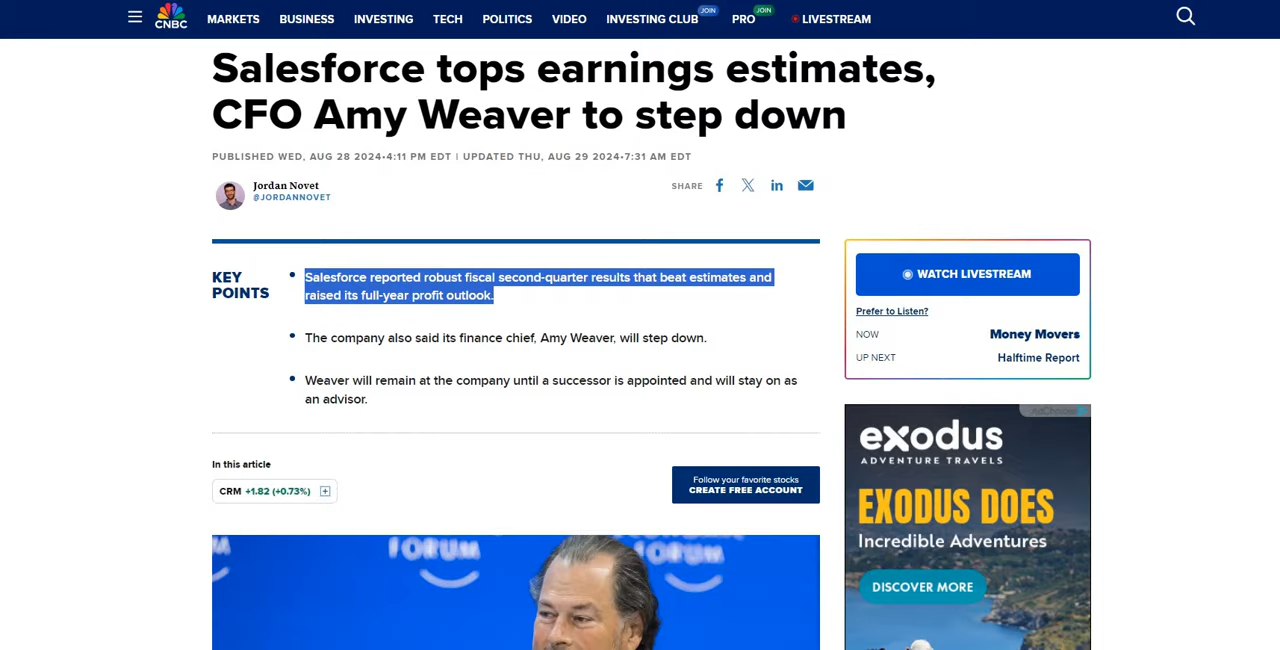 CNBC
MARKETS
BUSINESS
INVESTING
TECH
POLITICS
VIDEO
INVESTING CLUB
JOIN
PRO
JOIN
LIVESTREAM
Salesforce tops earnings estimates,
CFO Amy Weaver to step down
PUBLISHED WED, AUG 28 2024•4:11 PM EDT | UPDATED THU, AUG 29 2024•7:31 AM EDT
Jordan Novet
@JORDANNOVET
SHARE
KEY
POINTS
Salesforce reported robust fiscal second-quarter results that beat estimates and
raised its full-year profit outlook.
The company also said its finance chief, Amy Weaver, will step down.
Weaver will remain at the company until a successor is appointed and will stay on as
an advisor.
WATCH LIVESTREAM
Prefer to Listen?
NOW
Money Movers
UP NEXT
Halftime Report
In this article
CRM +1.82 (+0.73%)
Follow your favorite stocks
CREATE FREE ACCOUNT
AdChoices
exodus
ADVENTURE TRAVELS
EXODUS DOES
Incredible Adventures
DISCOVER MORE
FORUM
FORUM